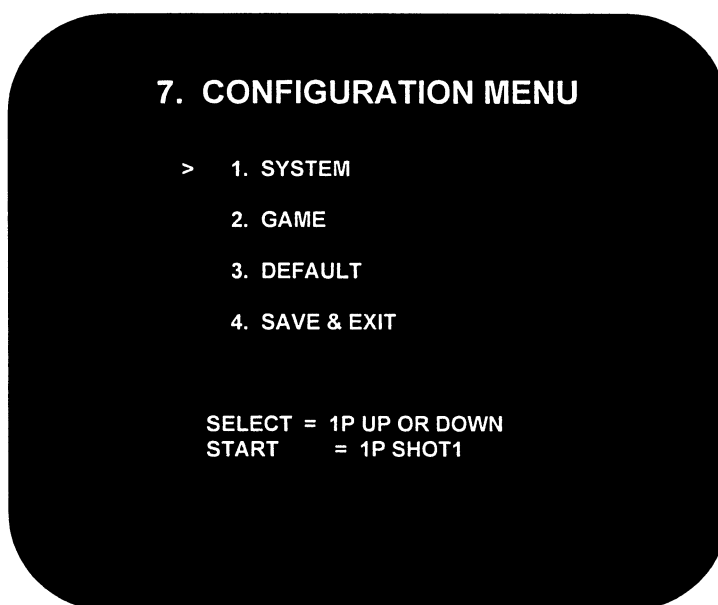 7. CONFIGURATION MENU
> 1. SYSTEM
2. GAME
3. DEFAULT
4. SAVE & EXIT
SELECT = 1P UP OR DOWN
START = 1P SHOT1